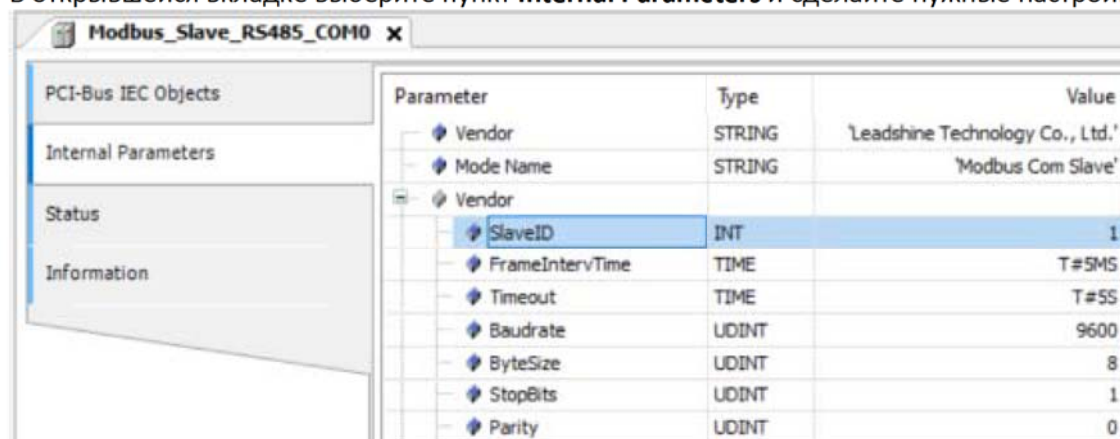 В открывшейся вкладке выберите пункт Internal Parameters и сделайте нужные настрой
Modbus_Slave_RS485_COM0 x
PCI-Bus IEC Objects
Internal Parameters
Status
Information
Parameter Type Value
Vendor STRING 'Leadshine Technology Co., Ltd.'
Mode Name STRING 'Modbus Com Slave'
Vendor
SlaveID INT 1
FrameIntervTime TIME T#5MS
Timeout TIME T#5S
Baudrate UDINT 9600
ByteSize UDINT 8
StopBits UDINT 1
Parity UDINT 0